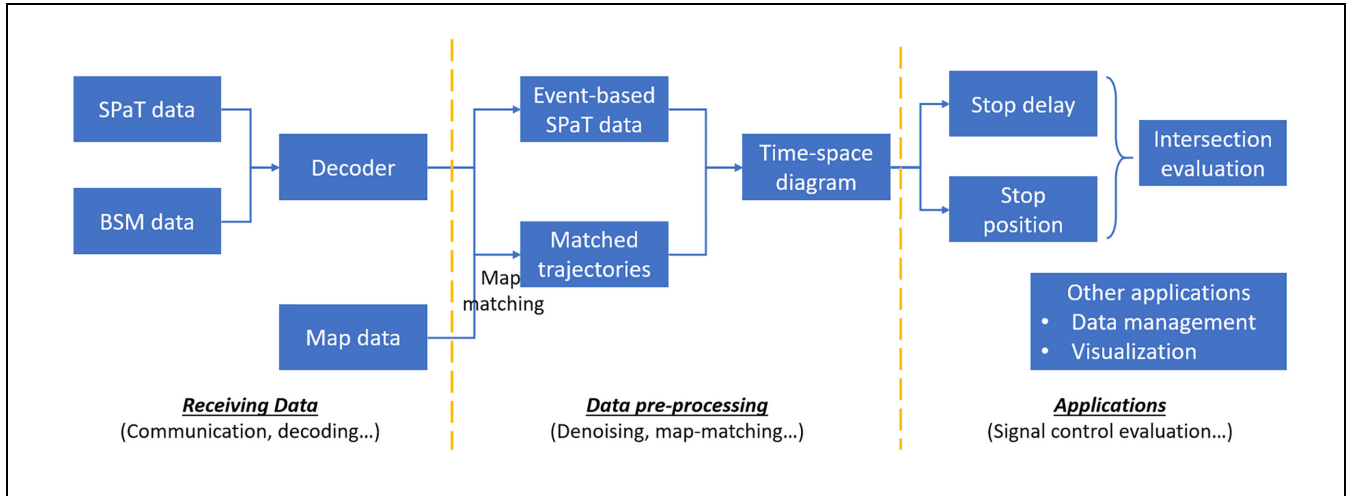 SPaT data
BSM data
Decoder
Map data
Receiving Data
(Communication, decoding…)
Event-based
SPaT data
Matched
trajectories
Map
matching
Time-space
diagram
Data pre-processing
(Denoising, map-matching…)
Stop delay
Stop
position
Intersection
evaluation
Other applications
• Data management
• Visualization
Applications
(Signal control evaluation…)